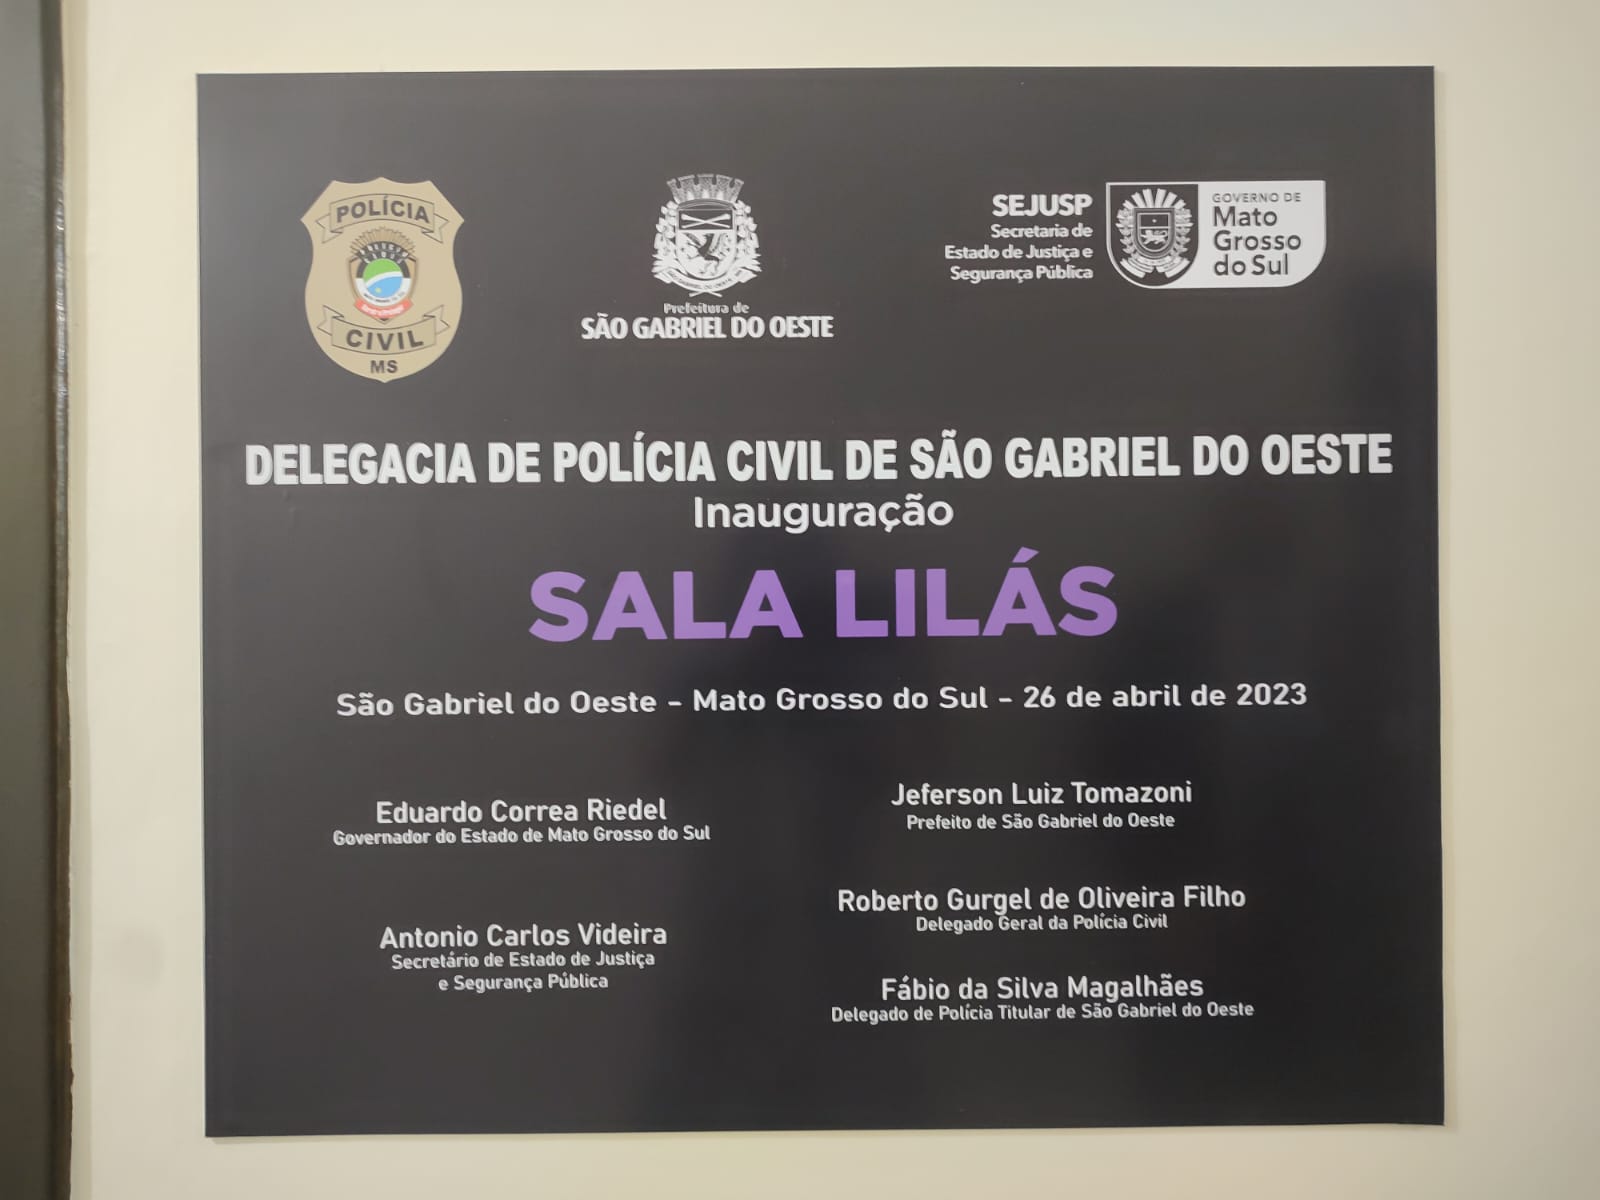 POLÍCIA
CIVIL
MS
Prefeitura de
SÃO GABRIEL DO OESTE
SEJUSP
Secretaria de
Estado de Justiça e
Segurança Pública
GOVERNO DE
Mato
Grosso
do Sul
DELEGACIA DE POLÍCIA CIVIL DE SÃO GABRIEL DO OESTE
Inauguração
SALA LILÁS
São Gabriel do Oeste - Mato Grosso do Sul - 26 de abril de 2023
Eduardo Correa Riedel
Governador do Estado de Mato Grosso do Sul
Antonio Carlos Videira
Secretário de Estado de Justiça
e Segurança Pública
Jeferson Luiz Tomazoni
Prefeito de São Gabriel do Oeste
Roberto Gurgel de Oliveira Filho
Delegado Geral da Polícia Civil
Fábio da Silva Magalhães
Delegado de Polícia Titular de São Gabriel do Oeste